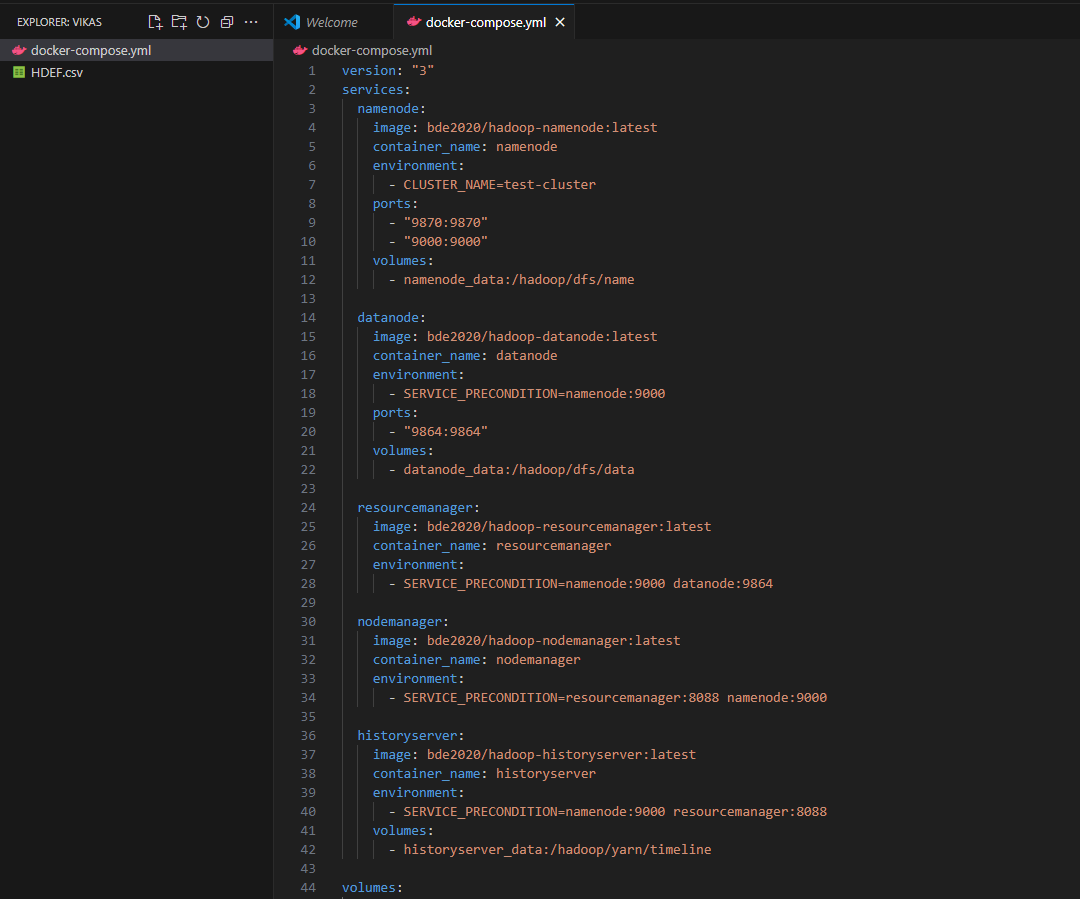 EXPLORER: VIKAS
docker-compose.yml
HDEF.csv
Welcome
docker-compose.yml
docker-compose.yml
1 version: "3"
2 services:
3   namenode:
4     image: bde2020/hadoop-namenode:latest
5     container_name: namenode
6     environment:
7       - CLUSTER_NAME=test-cluster
8     ports:
9       - "9870:9870"
10       - "9000:9000"
11     volumes:
12       - namenode_data:/hadoop/dfs/name
13
14   datanode:
15     image: bde2020/hadoop-datanode:latest
16     container_name: datanode
17     environment:
18       - SERVICE_PRECONDITION=namenode:9000
19     ports:
20       - "9864:9864"
21     volumes:
22       - datanode_data:/hadoop/dfs/data
23
24   resourcemanager:
25     image: bde2020/hadoop-resourcemanager:latest
26     container_name: resourcemanager
27     environment:
28       - SERVICE_PRECONDITION=namenode:9000 datanode:9864
29
30   nodemanager:
31     image: bde2020/hadoop-nodemanager:latest
32     container_name: nodemanager
33     environment:
34       - SERVICE_PRECONDITION=resourcemanager:8088 namenode:9000
35
36   historyserver:
37     image: bde2020/hadoop-historyserver:latest
38     container_name: historyserver
39     environment:
40       - SERVICE_PRECONDITION=namenode:9000 resourcemanager:8088
41     volumes:
42       - historyserver_data:/hadoop/yarn/timeline
43
44 volumes: